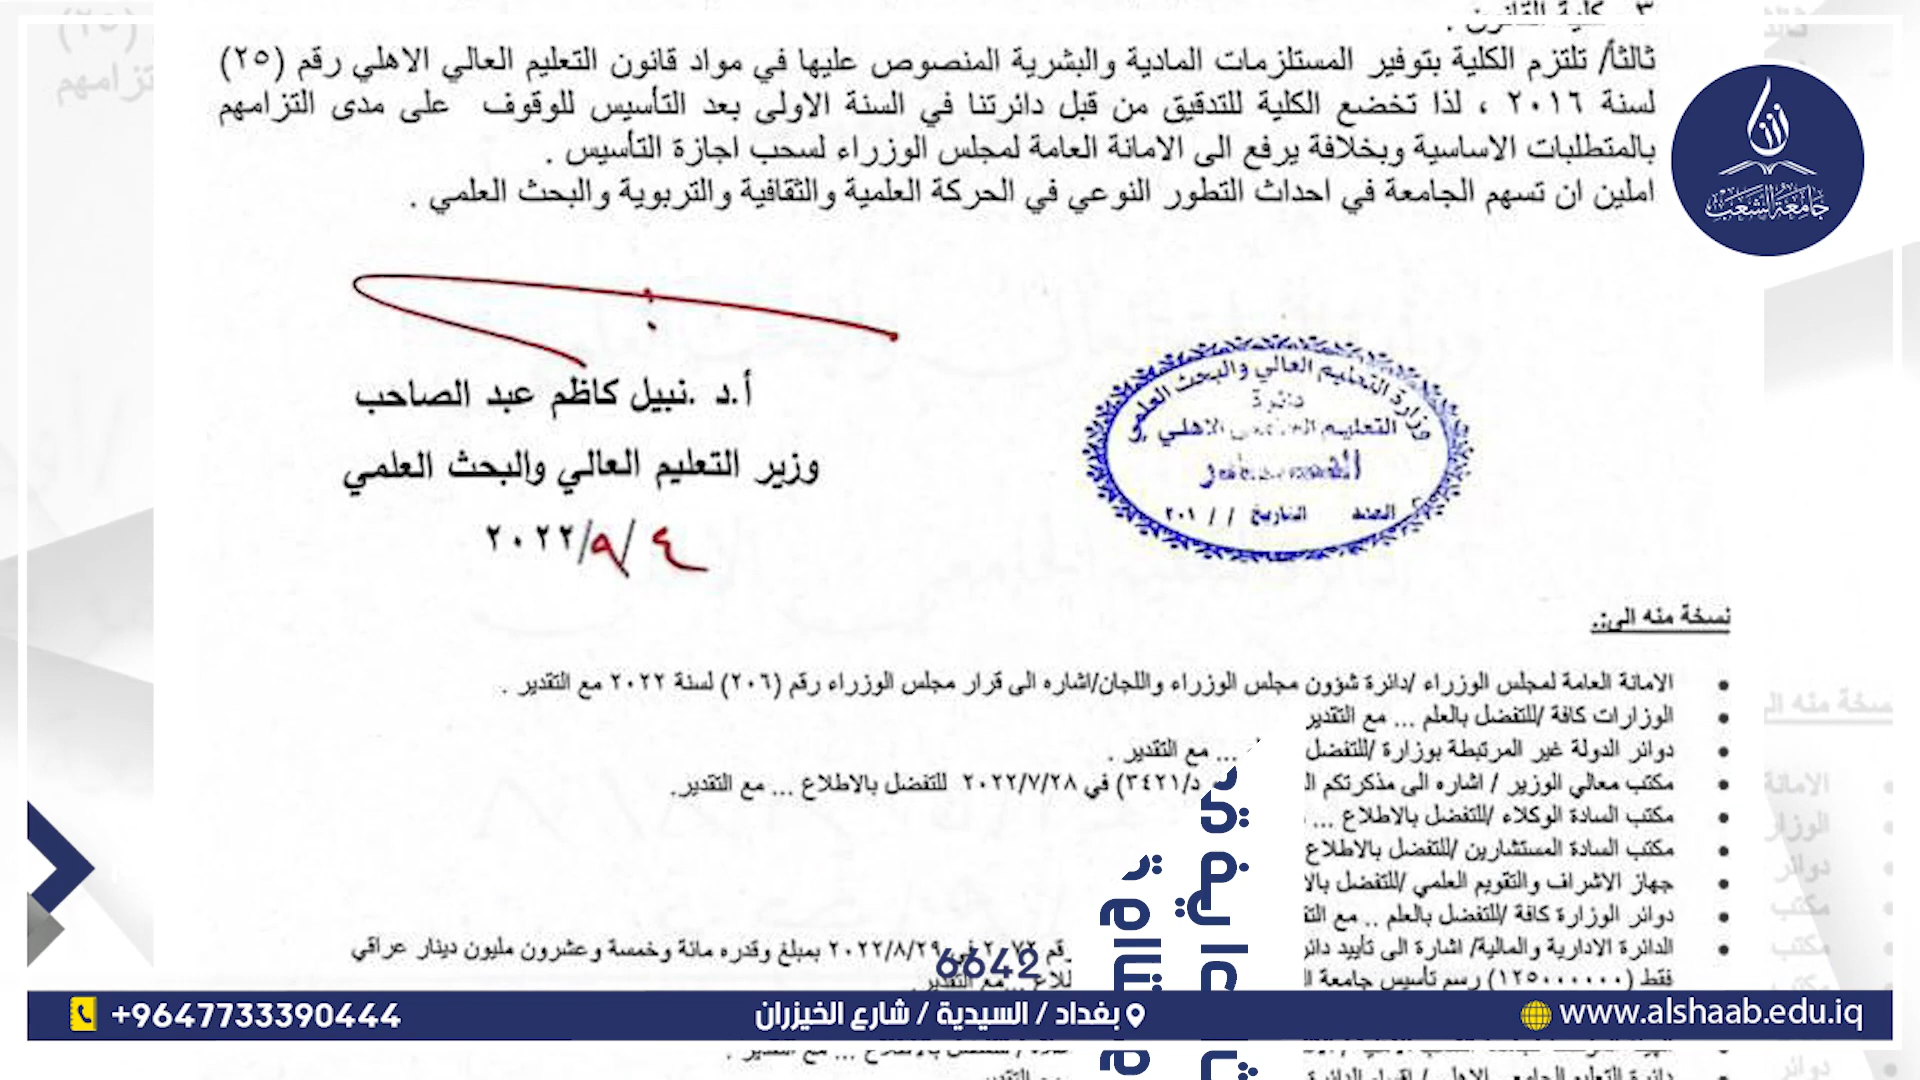 ٣ - كلية القانون .
ثالثاً/ تلتزم الكلية بتوفير المستلزمات المادية والبشرية المنصوص عليها في مواد قانون التعليم العالي الاهلي رقم (٢٥)
لسنة ٢٠١٦ ، لذا تخضع الكلية للتدقيق من قبل دائرتنا في السنة الاولى بعد التأسيس للوقوف على مدى التزامهم
بالمتطلبات الاساسية وبخلافة يرفع الى الامانة العامة لمجلس الوزراء لسحب اجازة التأسيس .
املين ان تسهم الجامعة في احداث التطور النوعي في الحركة العلمية والثقافية والتربوية والبحث العلمي .
جامعة الشعب
أ.د .نبيل كاظم عبد الصاحب
وزير التعليم العالي والبحث العلمي
٤/٩/٢٠٢٢
وزارة التعليم العالي والبحث العلمي
دائرة
التعليم الاهلي
العدد التاريخ / / ٢٠١
نسخة منه الى:.
• الامانة العامة لمجلس الوزراء /دائرة شؤون مجلس الوزراء واللجان/اشاره الى قرار مجلس الوزراء رقم (٢٠٦) لسنة ٢٠٢٢ مع التقدير .
• الوزارات كافة /للتفضل بالعلم ... مع التقدير
• دوائر الدولة غير المرتبطة بوزارة /للتفضل ... مع التقدير .
• مكتب معالي الوزير / اشاره الى مذكرتكم د/٣٤٢١) في ٢٠٢٢/٧/٢٨ للتفضل بالاطلاع ... مع التقدير.
• مكتب السادة الوكلاء /للتفضل بالاطلاع ...
• مكتب السادة المستشارين /للتفضل بالاطلاع
• جهاز الاشراف والتقويم العلمي /للتفضل
• دوائر الوزارة كافة /للتفضل بالعلم .. مع
• الدائرة الادارية والمالية/ اشارة الى تأييد رقم ٢٠٧٢ في ٢٠٢٢/٨/٢٩ بمبلغ وقدره مائة وخمسة وعشرون مليون دينار عراقي
فقط (١٢٥٠٠٠٠٠٠) رسم تأسيس جامعة ...مع التقدير.
6642
+9647733390444
بغداد / السيدية / شارع الخيزران
www.alshaab.edu.iq